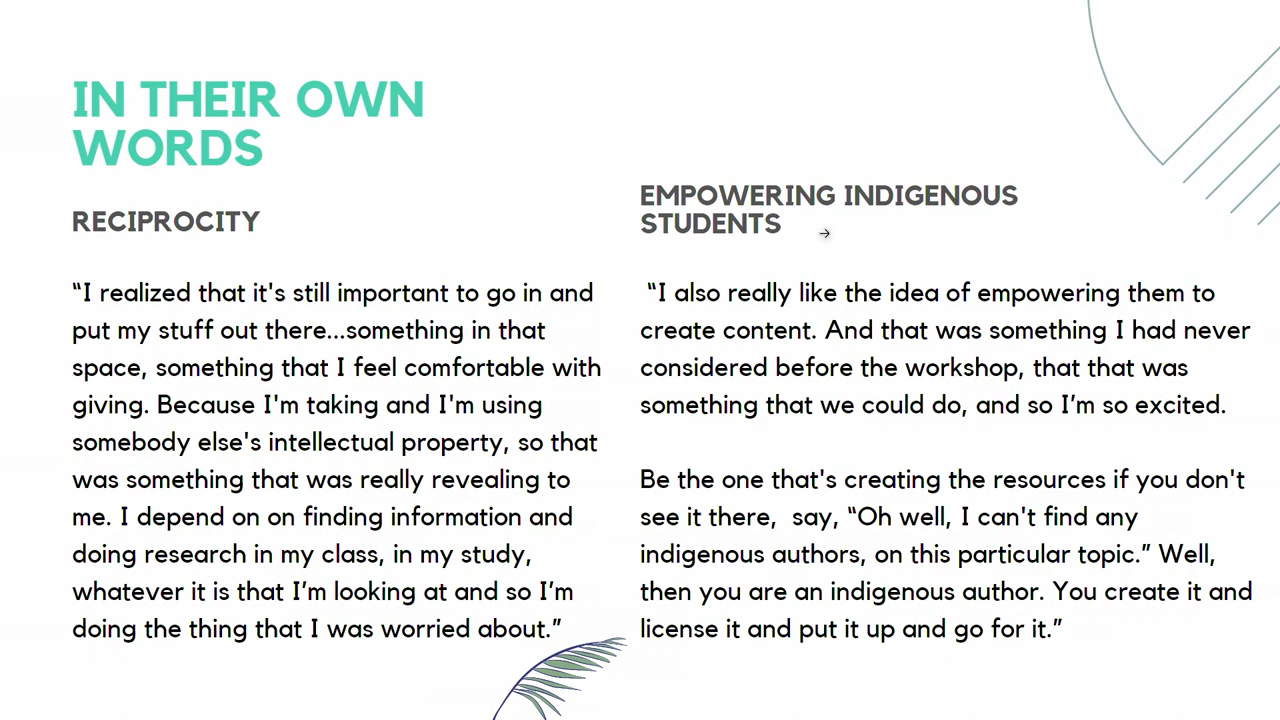 IN THEIR OWN
WORDS
RECIPROCITY
“I realized that it's still important to go in and
put my stuff out there...something in that
space, something that I feel comfortable with
giving. Because I'm taking and I'm using
somebody else's intellectual property, so that
was something that was really revealing to
me. I depend on on finding information and
doing research in my class, in my study,
whatever it is that I’m looking at and so I’m
doing the thing that I was worried about.”
EMPOWERING INDIGENOUS
STUDENTS
“I also really like the idea of empowering them to
create content. And that was something I had never
considered before the workshop, that that was
something that we could do, and so I’m so excited.
Be the one that's creating the resources if you don't
see it there,  say, “Oh well, I can't find any
indigenous authors, on this particular topic.” Well,
then you are an indigenous author. You create it and
license it and put it up and go for it.”